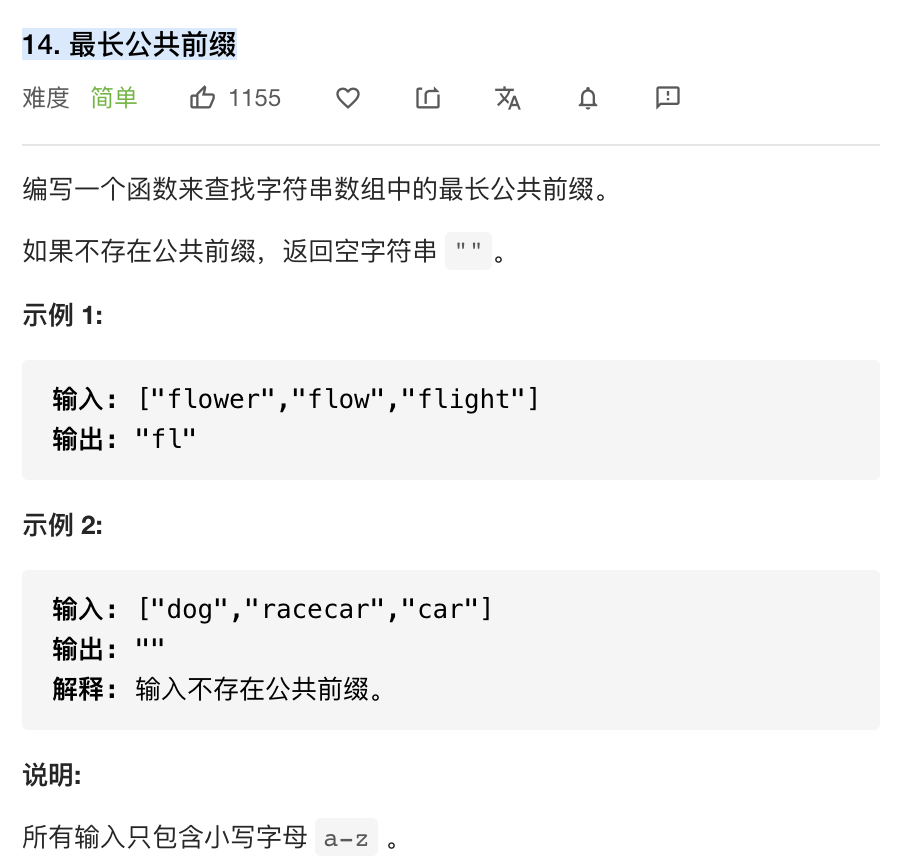 14. 最长公共前缀
难度 简单 1155
编写一个函数来查找字符串数组中的最长公共前缀。
如果不存在公共前缀，返回空字符串 ""。
示例 1:
输入: ["flower","flow","flight"]
输出: "fl"
示例 2:
输入: ["dog","racecar","car"]
输出: ""
解释: 输入不存在公共前缀。
说明:
所有输入只包含小写字母 a-z 。